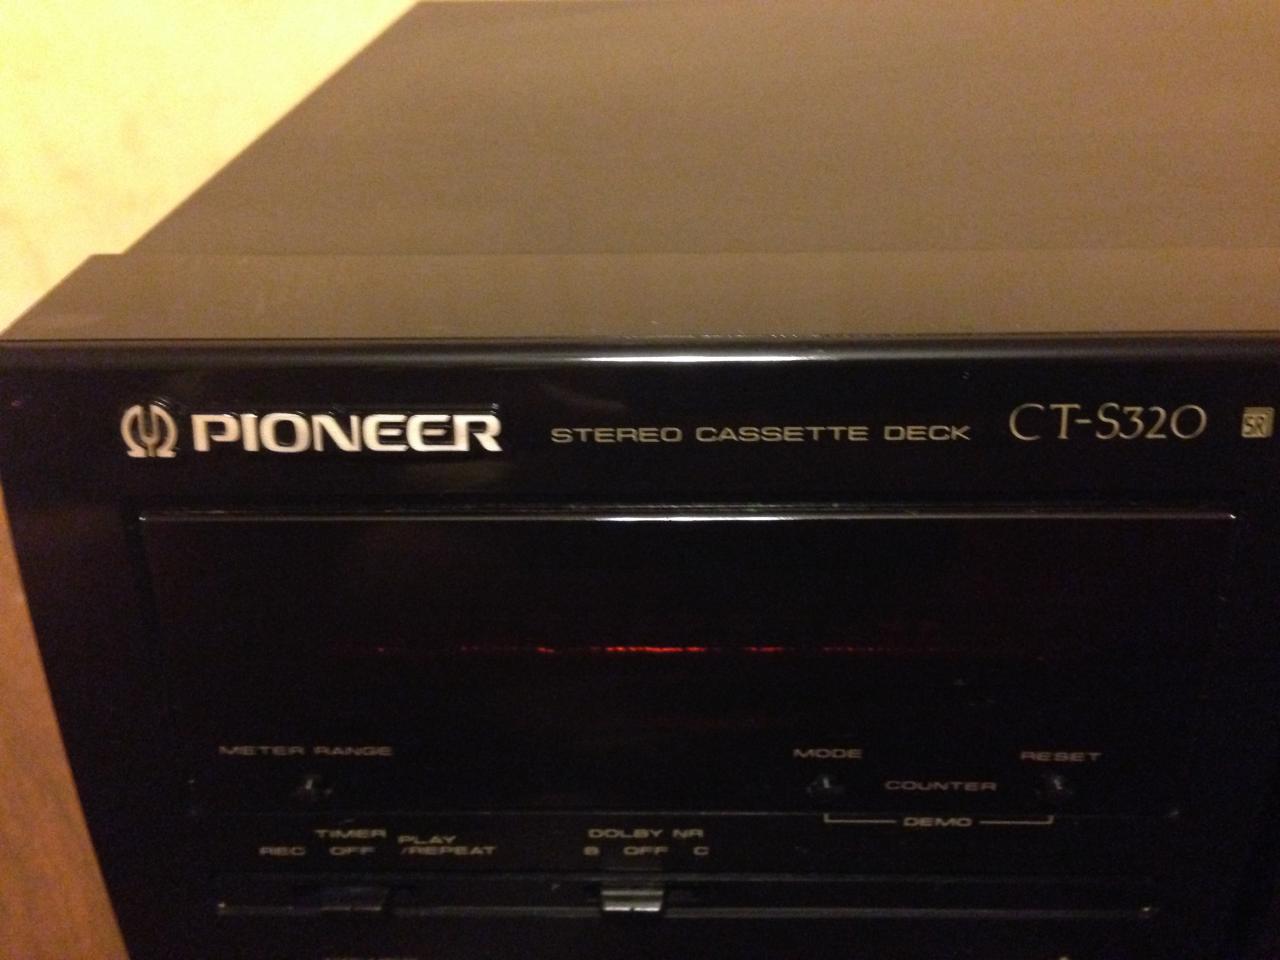 PIONEER STEREO CASSETTE DECK CT-S320 SR
METER RANGE MODE RESET
COUNTER
DEMO
TIMER PLAY DOLBY NR
REC OFF /REPEAT B OFF C